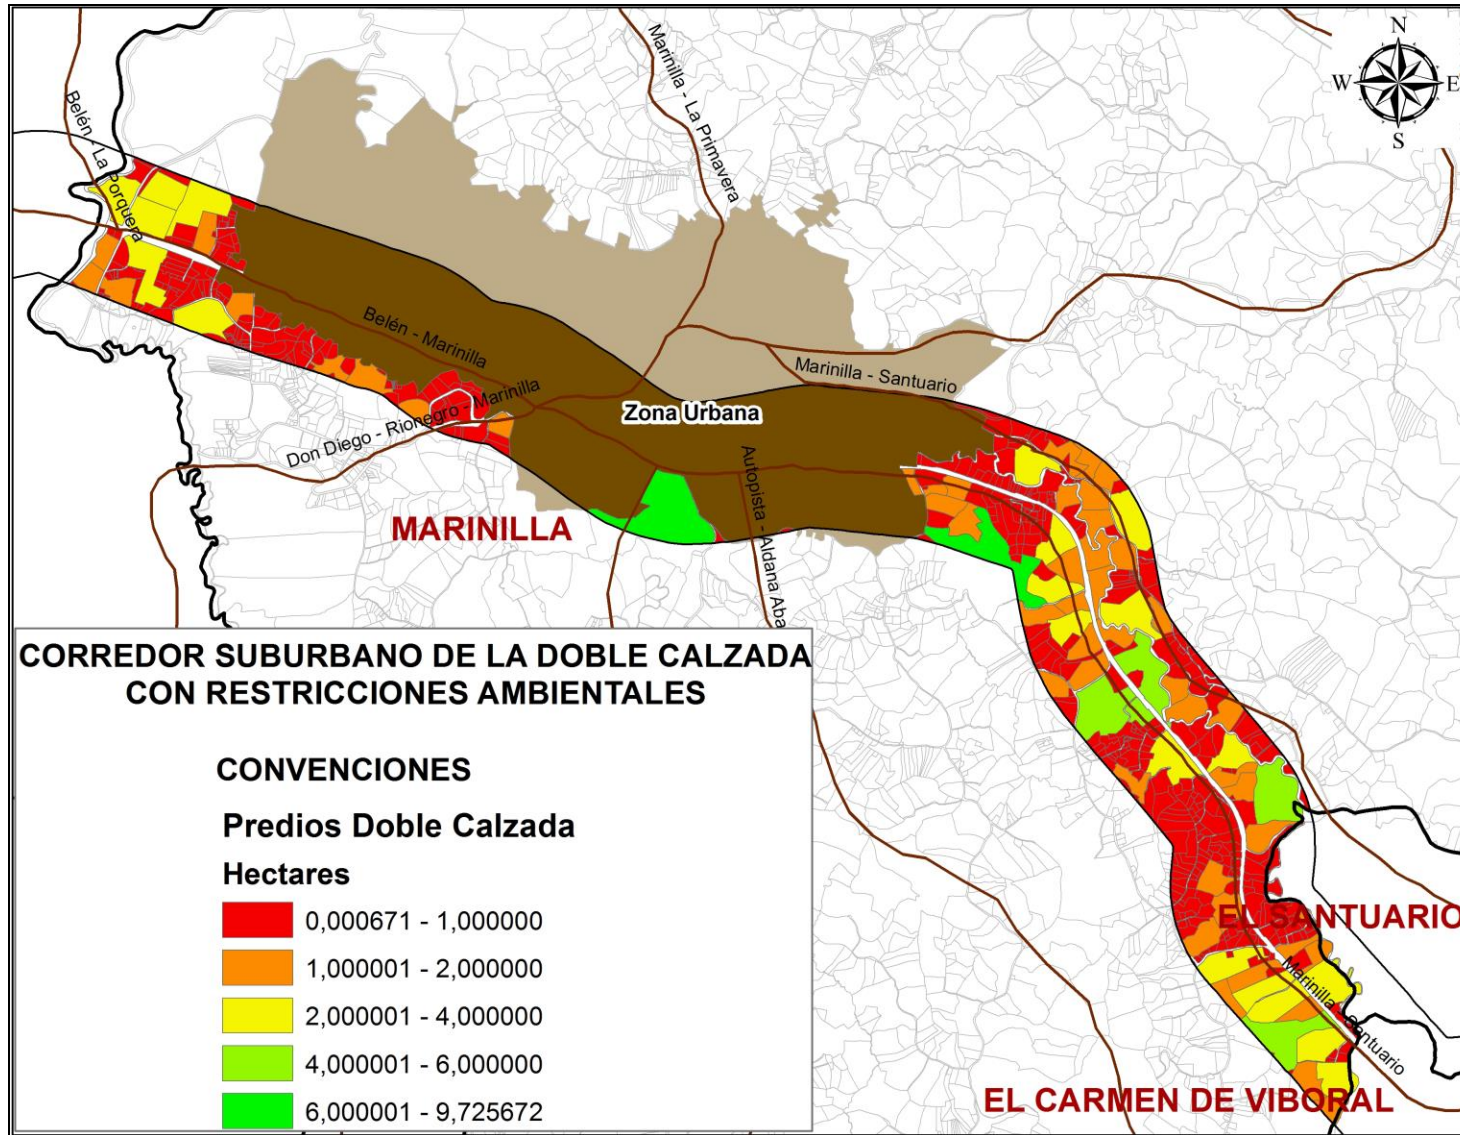 N
W
E
S
Belén - La Porquera
Marinilla - La Primavera
Belén - Marinilla
Marinilla - Santuario
Don Diego - Rionegro - Marinilla
Zona Urbana
Autopista - Aldana Aba
MARINILLA
CORREDOR SUBURBANO DE LA DOBLE CALZADA
CON RESTRICCIONES AMBIENTALES
CONVENCIONES
Predios Doble Calzada
Hectares
0,000671 - 1,000000
1,000001 - 2,000000
2,000001 - 4,000000
4,000001 - 6,000000
6,000001 - 9,725672
EL SANTUARIO
Marinilla - Santuario
EL CARMEN DE VIBORAL